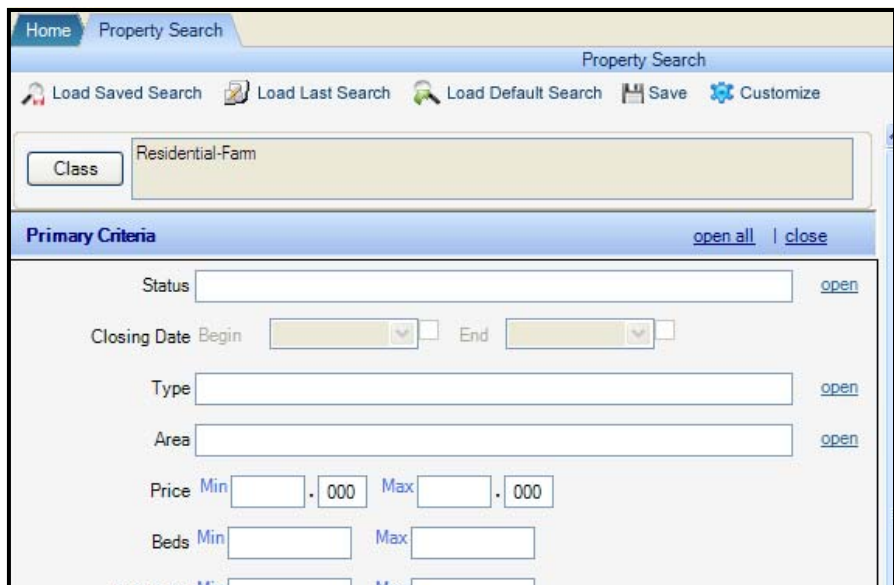 Home Property Search
Property Search
Load Saved Search Load Last Search Load Default Search Save Customize
Class Residential-Farm
Primary Criteria open all | close
Status open
Closing Date Begin End
Type open
Area open
Price Min . 000 Max . 000
Beds Min Max